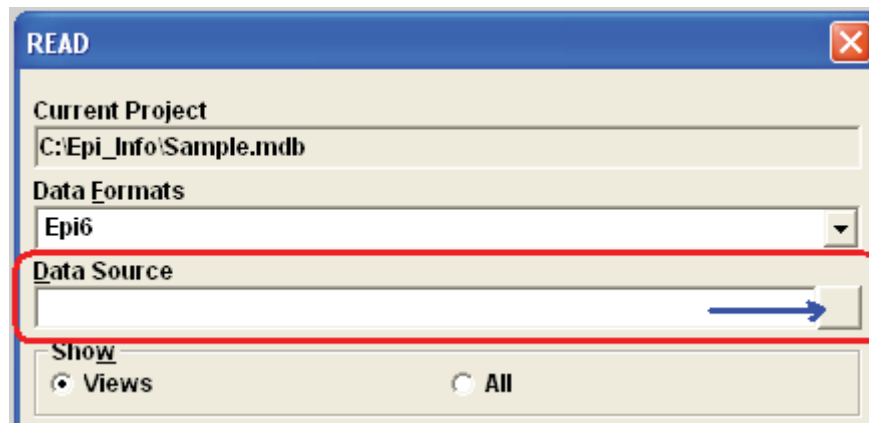 READ
Current Project
C:\Epi_Info\Sample.mdb
Data Formats
Epi6
Data Source
Show
Views All